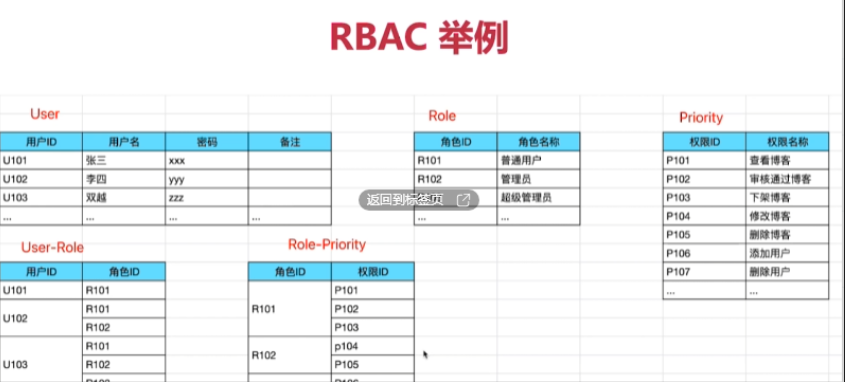 RBAC 举例
User
用户ID 用户名 密码 备注
U101 张三 xxx
U102 李四 yyy
U103 双越 zzz
... ... ... ...
Role
角色ID 角色名称
R101 普通用户
R102 管理员
超级管理员
... ...
返回到标签页
Priority
权限ID 权限名称
P101 查看博客
P102 审核通过博客
P103 下架博客
P104 修改博客
P105 删除博客
P106 添加用户
P107 删除用户
... ...
User-Role
用户ID 角色ID
U101 R101
U102 R101
R102
R101
U103 R102
Role-Priority
角色ID 权限ID
P101
R101 P102
P103
R102 p104
P105